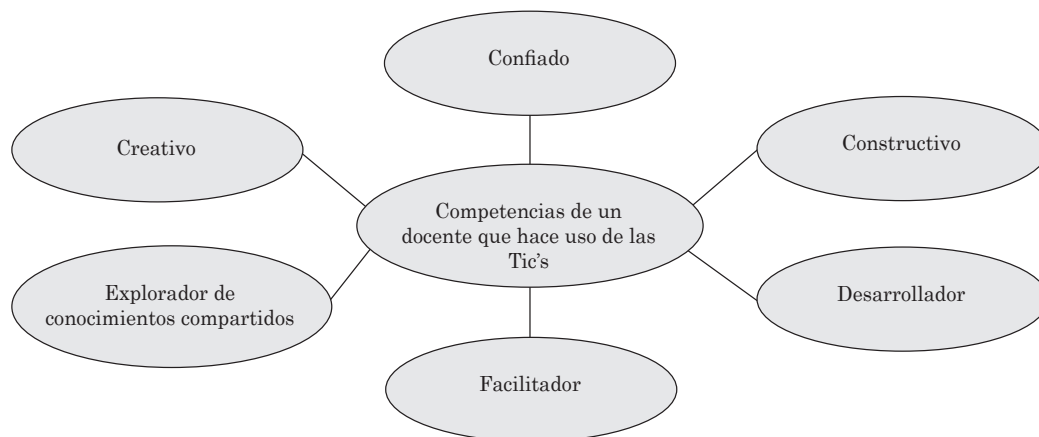 Confiado
Creativo
Constructivo
Competencias de un
docente que hace uso de las
Tic’s
Explorador de
conocimientos compartidos
Desarrollador
Facilitador